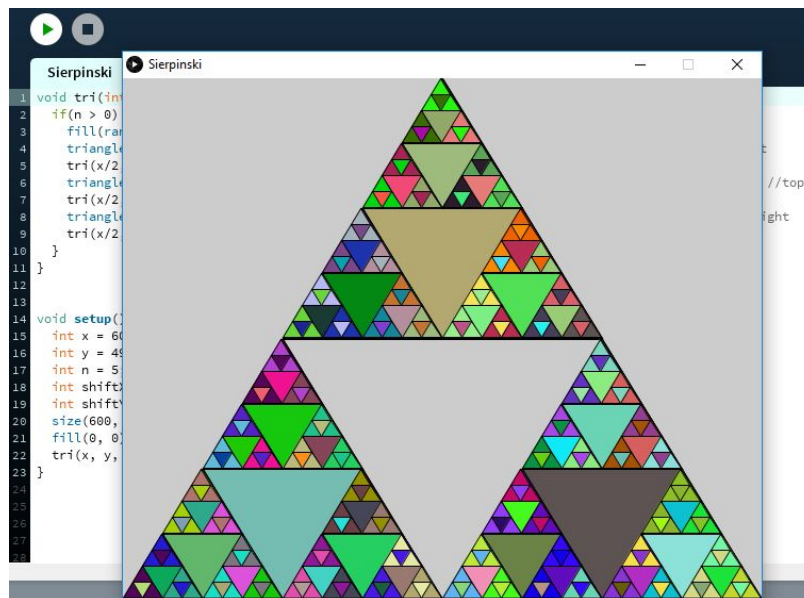 Sierpinski
Sierpinski
1 void tri(int
2 if(n > 0)
3 fill(ran
4 triangle t
5 tri(x/2
6 triangle //top
7 tri(x/2
8 triangle ight
9 tri(x/2
10 }
11 }
12
13
14 void setup()
15 int x = 60
16 int y = 49
17 int n = 5
18 int shiftX
19 int shiftY
20 size(600,
21 fill(0, 0)
22 tri(x, y,
23 }
24
25
26
27
28